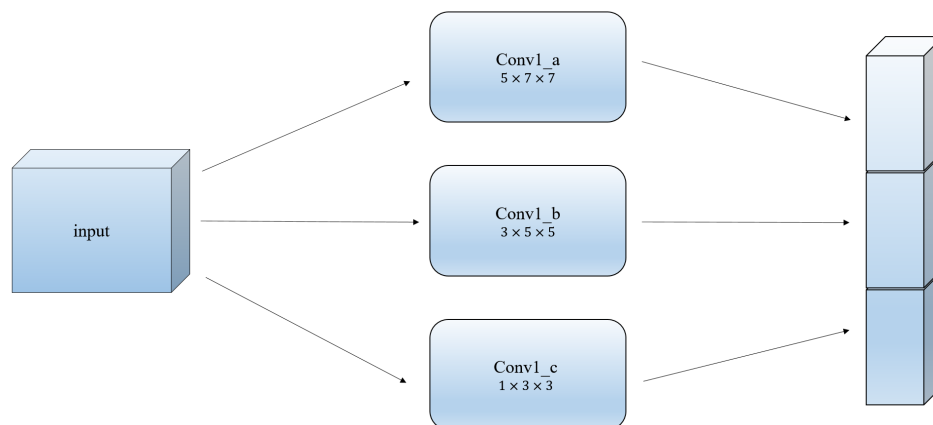 Conv1_a
5 × 7 × 7
input
Conv1_b
3 × 5 × 5
Conv1_c
1 × 3 × 3